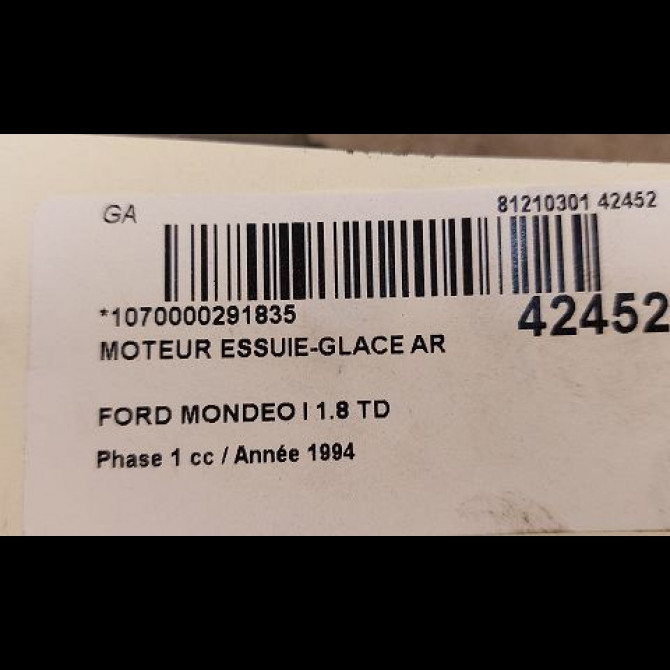 GA
81210301 42452
*1070000291835
42452
MOTEUR ESSUIE-GLACE AR
FORD MONDEO I 1.8 TD
Phase 1 cc / Année 1994